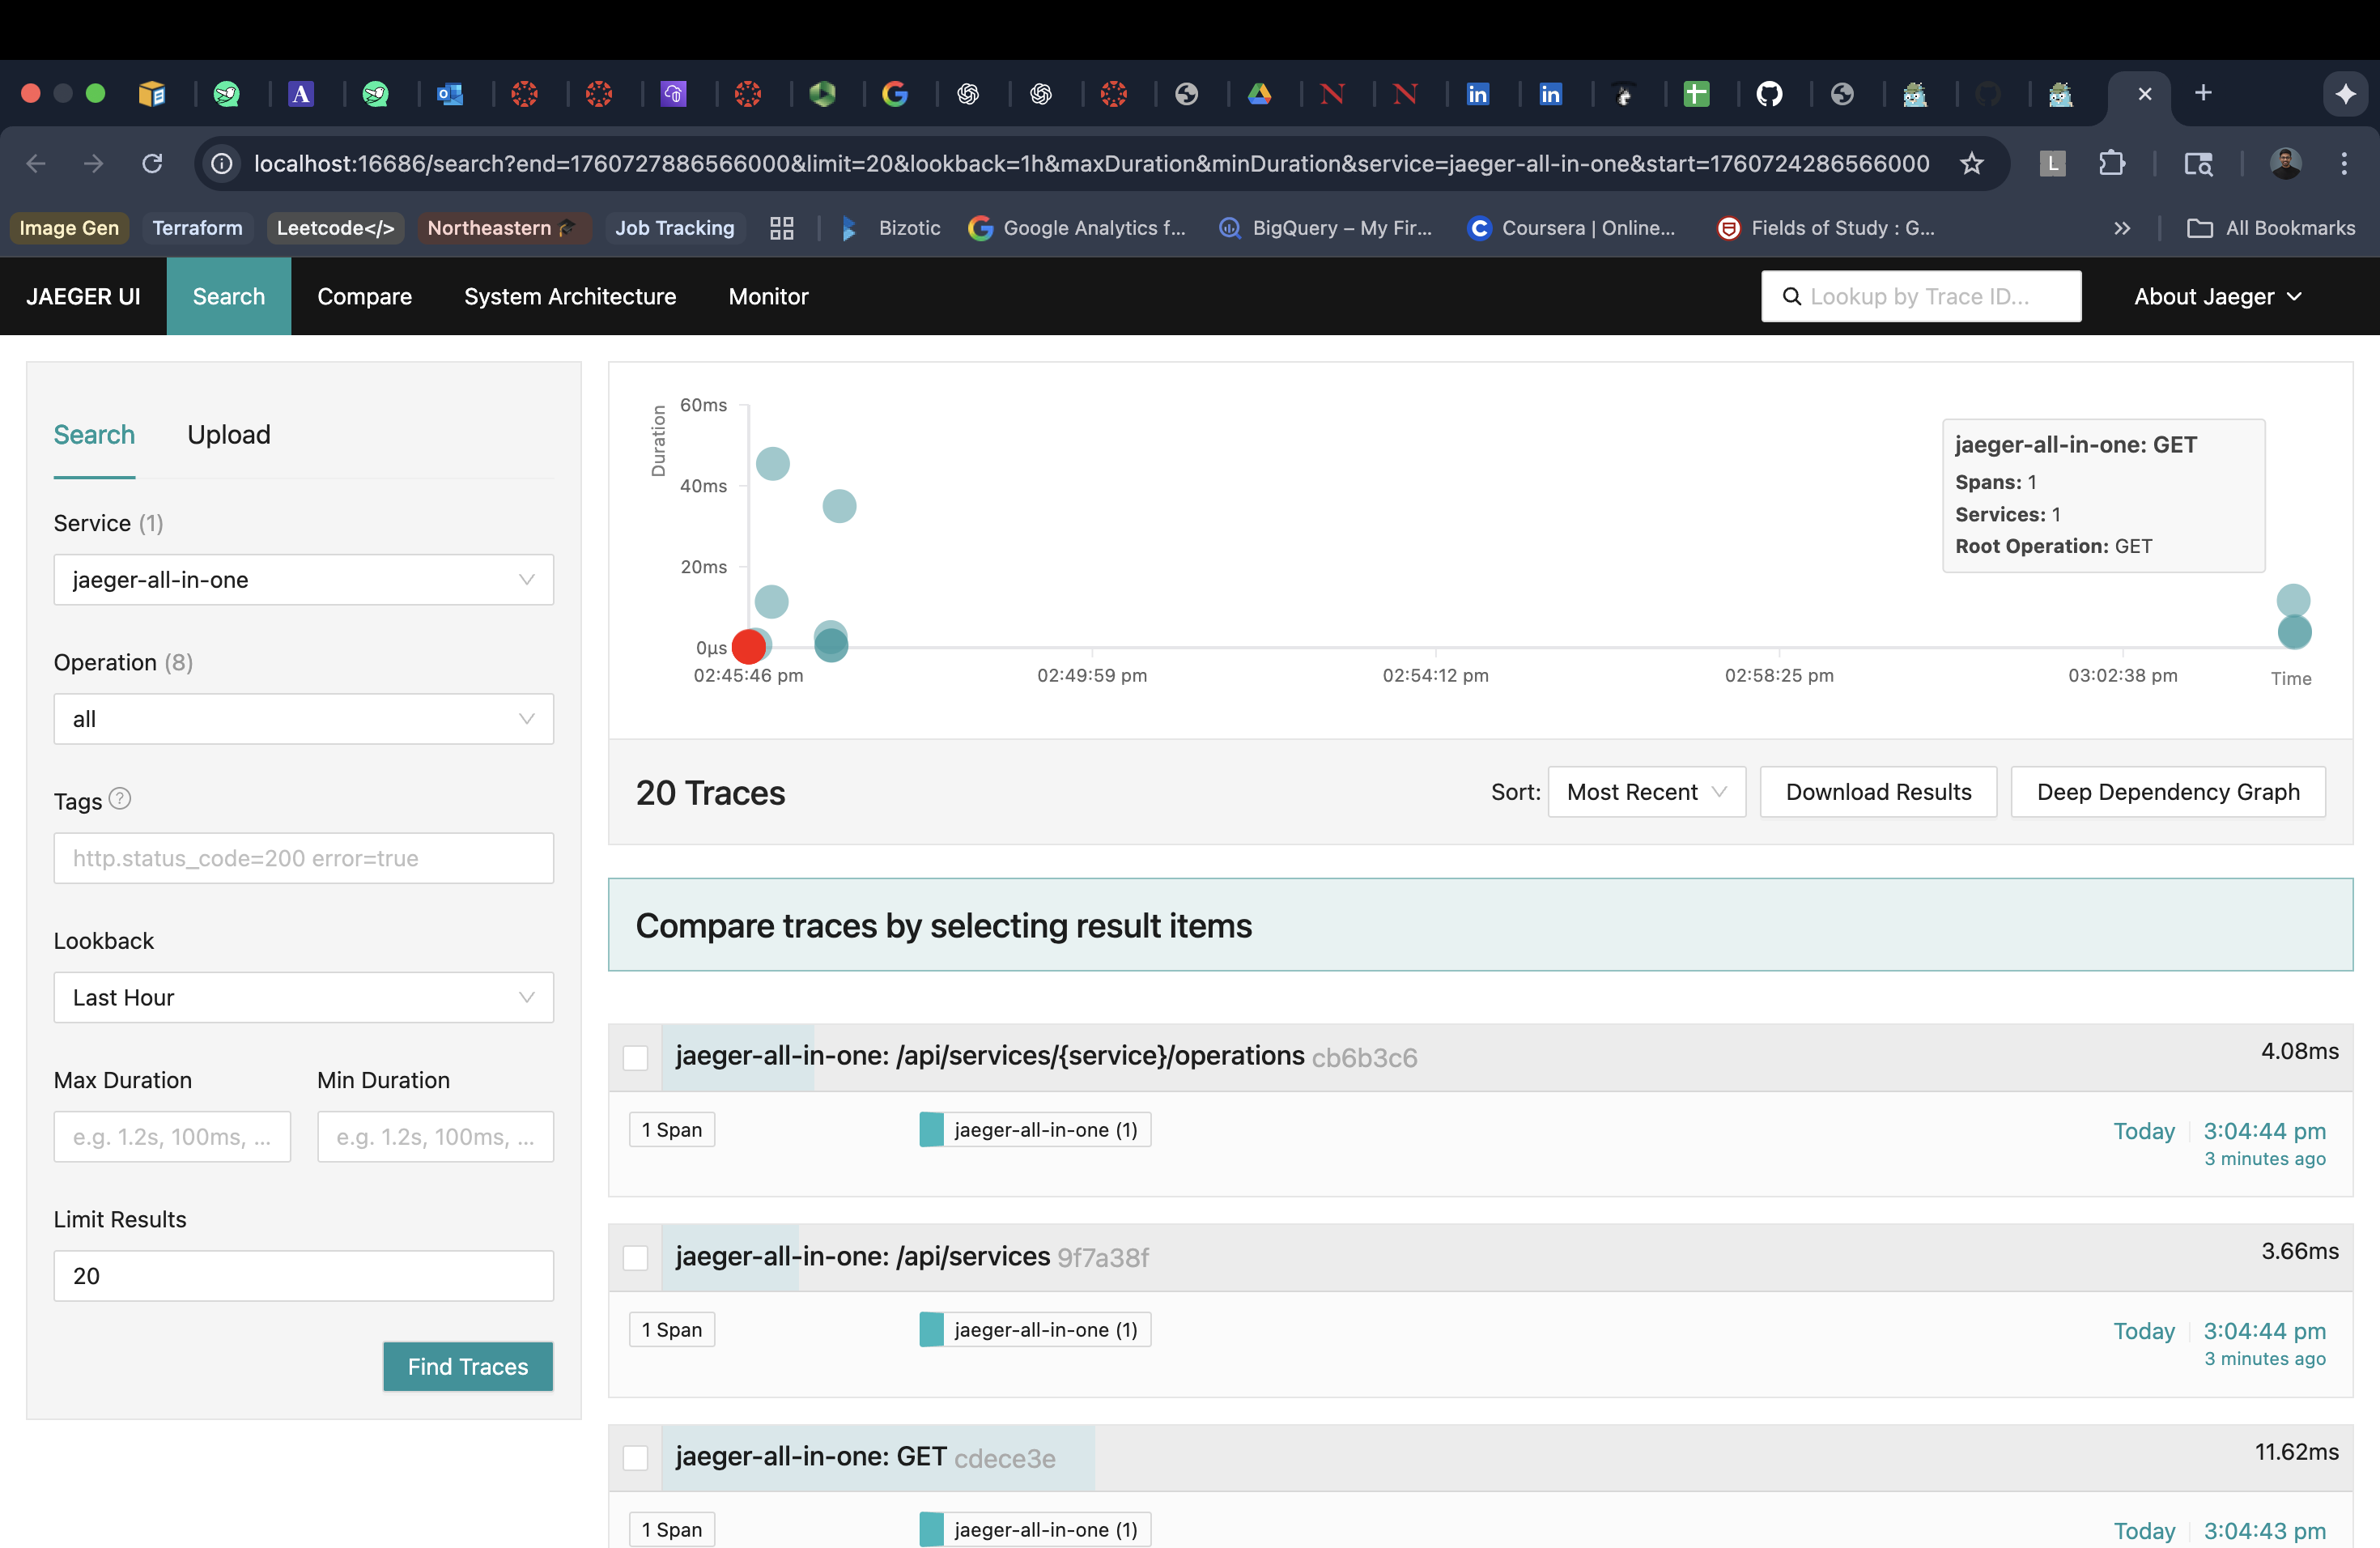 localhost:16686/search?end=1760727886566000&limit=20&lookback=1h&maxDuration&minDuration&service=jaeger-all-in-one&start=1760724286566000
L
Image Gen Terraform Leetcode</> Northeastern Job Tracking Bizotic Google Analytics f... BigQuery – My Fir... Coursera | Online... Fields of Study : G... All Bookmarks
JAEGER UI Search Compare System Architecture Monitor Lookup by Trace ID... About Jaeger
Search Upload
Service (1)
jaeger-all-in-one
Operation (8)
all
Tags ?
http.status_code=200 error=true
Lookback
Last Hour
Max Duration Min Duration
e.g. 1.2s, 100ms, ... e.g. 1.2s, 100ms, ...
Limit Results
20
Find Traces
Duration
60ms
40ms
20ms
0μs
02:45:46 pm 02:49:59 pm 02:54:12 pm 02:58:25 pm 03:02:38 pm Time
jaeger-all-in-one: GET
Spans: 1
Services: 1
Root Operation: GET
20 Traces Sort: Most Recent Download Results Deep Dependency Graph
Compare traces by selecting result items
jaeger-all-in-one: /api/services/{service}/operations cb6b3c6 4.08ms
1 Span jaeger-all-in-one (1) Today 3:04:44 pm
3 minutes ago
jaeger-all-in-one: /api/services 9f7a38f 3.66ms
1 Span jaeger-all-in-one (1) Today 3:04:44 pm
3 minutes ago
jaeger-all-in-one: GET cdece3e 11.62ms
1 Span jaeger-all-in-one (1) Today 3:04:43 pm